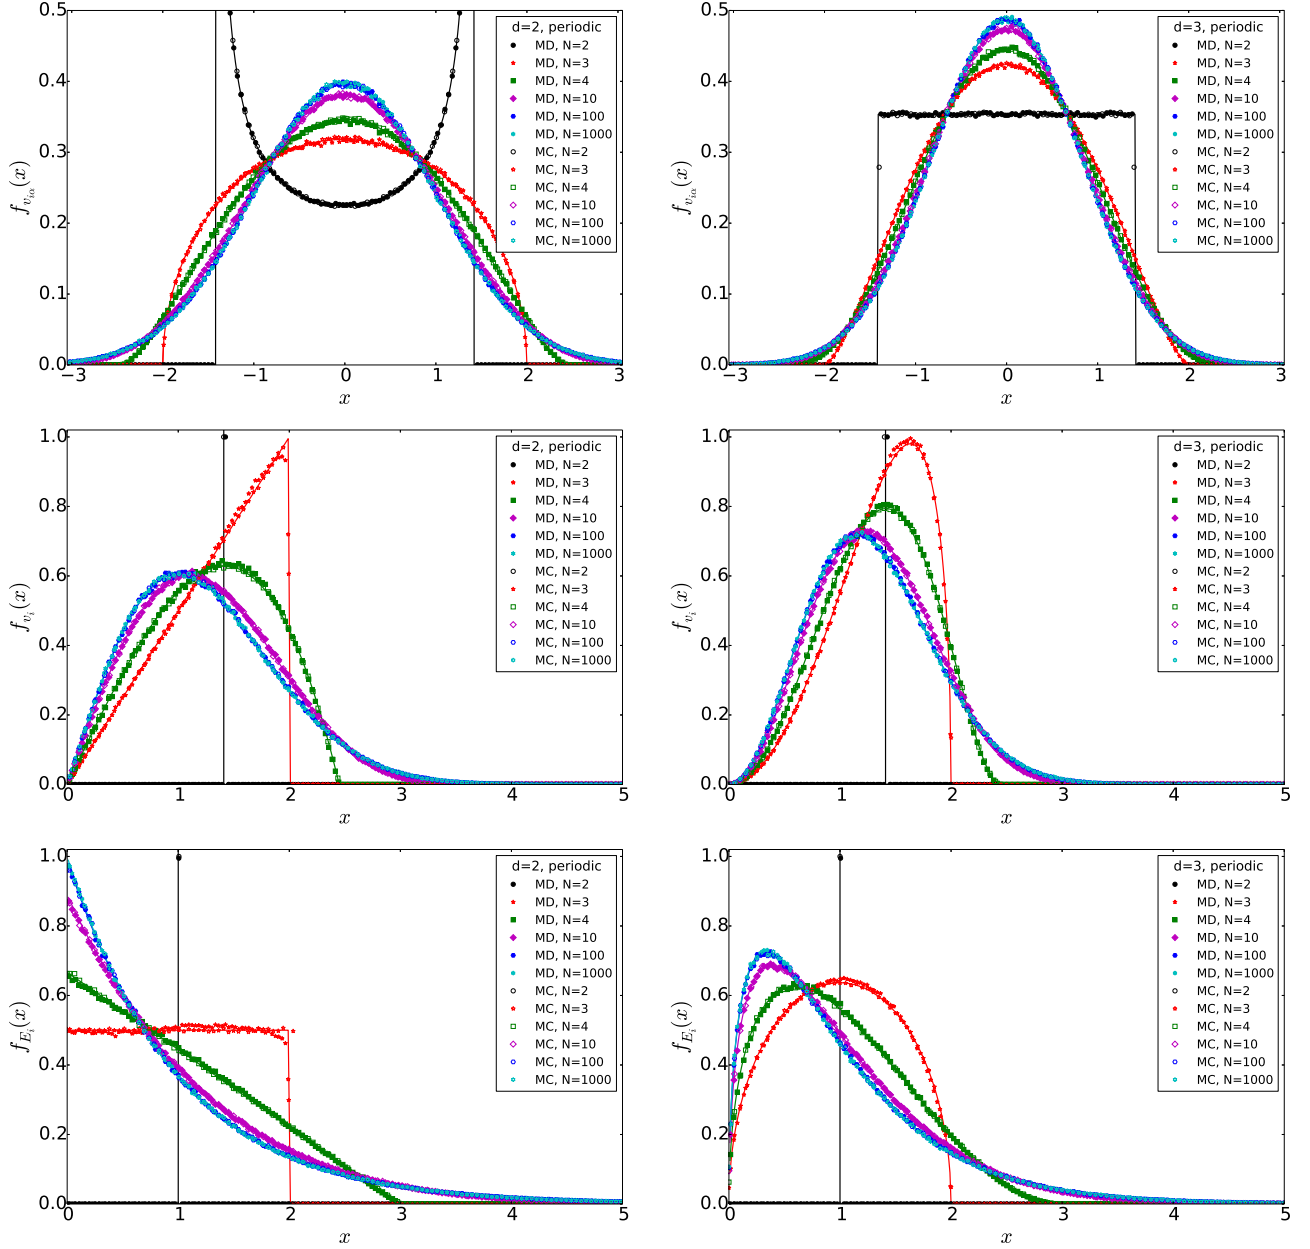 0.5
0.4
0.3
0.2
0.1
0.0
−3
−2
−1
0
1
2
3
x
f_{v_{iα}}(x)
d=2, periodic
MD, N=2
MD, N=3
MD, N=4
MD, N=10
MD, N=100
MD, N=1000
MC, N=2
MC, N=3
MC, N=4
MC, N=10
MC, N=100
MC, N=1000
0.5
0.4
0.3
0.2
0.1
0.0
−3
−2
−1
0
1
2
3
x
f_{v_{iα}}(x)
d=3, periodic
MD, N=2
MD, N=3
MD, N=4
MD, N=10
MD, N=100
MD, N=1000
MC, N=2
MC, N=3
MC, N=4
MC, N=10
MC, N=100
MC, N=1000
1.0
0.8
0.6
0.4
0.2
0.0
0
1
2
3
4
5
x
f_{v_i}(x)
d=2, periodic
MD, N=2
MD, N=3
MD, N=4
MD, N=10
MD, N=100
MD, N=1000
MC, N=2
MC, N=3
MC, N=4
MC, N=10
MC, N=100
MC, N=1000
1.0
0.8
0.6
0.4
0.2
0.0
0
1
2
3
4
5
x
f_{v_i}(x)
d=3, periodic
MD, N=2
MD, N=3
MD, N=4
MD, N=10
MD, N=100
MD, N=1000
MC, N=2
MC, N=3
MC, N=4
MC, N=10
MC, N=100
MC, N=1000
1.0
0.8
0.6
0.4
0.2
0.0
0
1
2
3
4
5
x
f_{E_i}(x)
d=2, periodic
MD, N=2
MD, N=3
MD, N=4
MD, N=10
MD, N=100
MD, N=1000
MC, N=2
MC, N=3
MC, N=4
MC, N=10
MC, N=100
MC, N=1000
1.0
0.8
0.6
0.4
0.2
0.0
0
1
2
3
4
5
x
f_{E_i}(x)
d=3, periodic
MD, N=2
MD, N=3
MD, N=4
MD, N=10
MD, N=100
MD, N=1000
MC, N=2
MC, N=3
MC, N=4
MC, N=10
MC, N=100
MC, N=1000